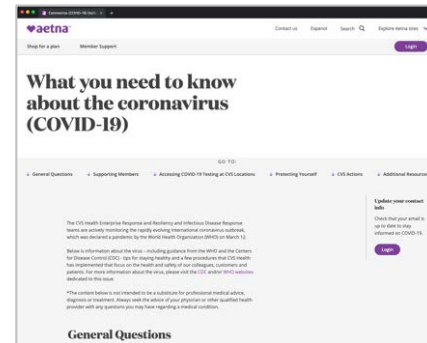 Coronavirus (COVID-19)
aetna
Contact us Espanol Search Explore Aetna sites
Shop for a plan Member Support Login
What you need to know
about the coronavirus
(COVID-19)
GO TO:
General Questions Supporting Members Accessing COVID-19 Testing at CVS Locations Protecting Yourself CVS Actions Additional Resources
Update your contact
info
Check that your email is
up to date to stay
informed on COVID-19.
Login
The CVS Health Enterprise Response and Resiliency and Infectious Disease Response
teams are actively monitoring the rapidly evolving international coronavirus outbreak,
which was declared a pandemic by the World Health Organization (WHO) on March 12.
Below is information about the virus - including guidance from the WHO and the Centers
for Disease Control (CDC) - tips for staying healthy and a few procedures that CVS Health
has implemented that focus on the health and safety of our colleagues, customers and
patients. For more information about the virus, please visit the CDC and/or WHO websites
dedicated to this issue.
*The content below is not intended to be a substitute for professional medical advice,
diagnosis or treatment. Always seek the advice of your physician or other qualified health
provider with any questions you may have regarding a medical condition.
General Questions